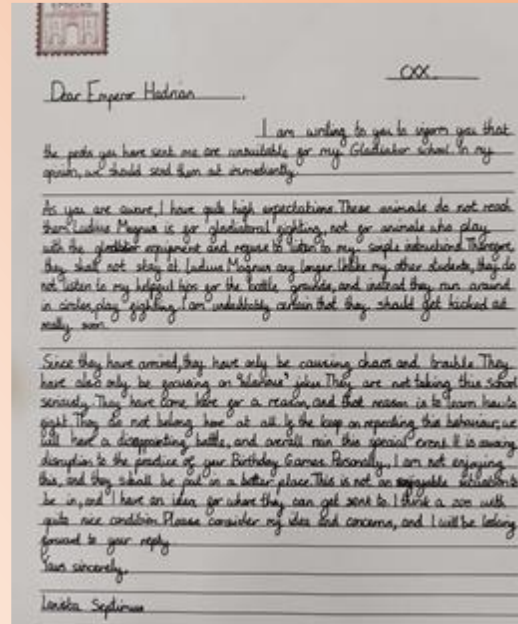 CXX
Dear Emperor Hadrian
I am writing to you to inform you that
the pests you have sent me are unsuitable for my Gladiator school. In my
opinion, we should send them out immediately.
As you are aware, I have quite high expectations. These animals do not reach
them. Ludus Magnus is for gladiatorial fighting, not for animals who play
with the gladiator equipment and refuse to listen to my simple instructions. Therefore,
they shall not stay at Ludus Magnus any longer. Unlike my other students, they do
not listen to my helpful tips for the battle grounds, and instead they run around
in circles, play fighting. I am undoubtably certain that they should get kicked out
really soon.
Since they have arrived, they have only be causing chaos and trouble. They
have also only be focusing on "hilarious" jokes. They are not taking this school
seriously. They have come here for a reason, and that reason is to learn how to
fight. They do not belong here at all. If the keep on repeating this behaviour, we
will have a disappointing battle, and overall ruin this special event. It is causing
disruption to the practice of your Birthday Games. Personally, I am not enjoying
this, and they shall be put in a better place. This is not an enjoyable situation to
be in, and I have an idea for where they can get sent to. I think a zoo with
quite nice condition. Please consider my idea and concerns, and I will be looking
forward to your reply.
Yours sincerely,
Lanista Septimus